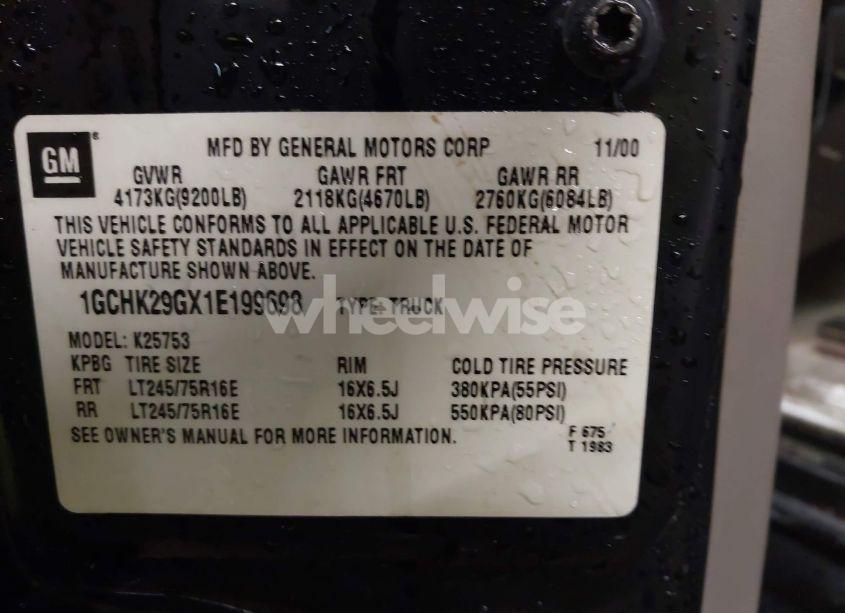 GM
MFD BY GENERAL MOTORS CORP 11/00
GVWR GAWR FRT GAWR RR
4173KG(9200LB) 2118KG(4670LB) 2760KG(6084LB)
THIS VEHICLE CONFORMS TO ALL APPLICABLE U.S. FEDERAL MOTOR
VEHICLE SAFETY STANDARDS IN EFFECT ON THE DATE OF
MANUFACTURE SHOWN ABOVE.
TYPE: TRUCK
wheelwise
MODEL: K25753
KPBG TIRE SIZE RIM COLD TIRE PRESSURE
FRT LT245/75R16E 16X6.5J 380KPA(55PSI)
RR LT245/75R16E 16X6.5J 550KPA(80PSI)
SEE OWNER'S MANUAL FOR MORE INFORMATION.
F 675
T 1983